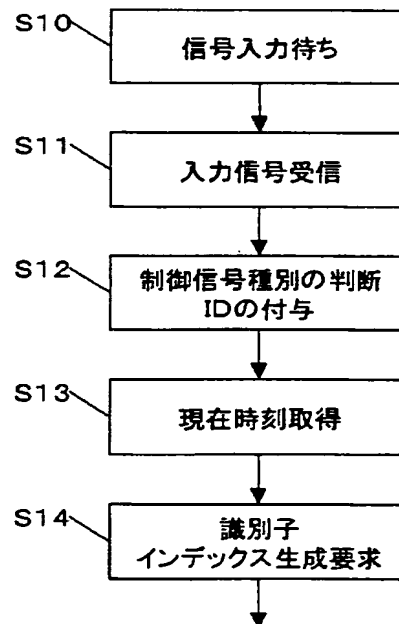 S10
信号入力待ち
S11
入力信号受信
S12
制御信号種別の判断
IDの付与
S13
現在時刻取得
S14
識別子
インデックス生成要求